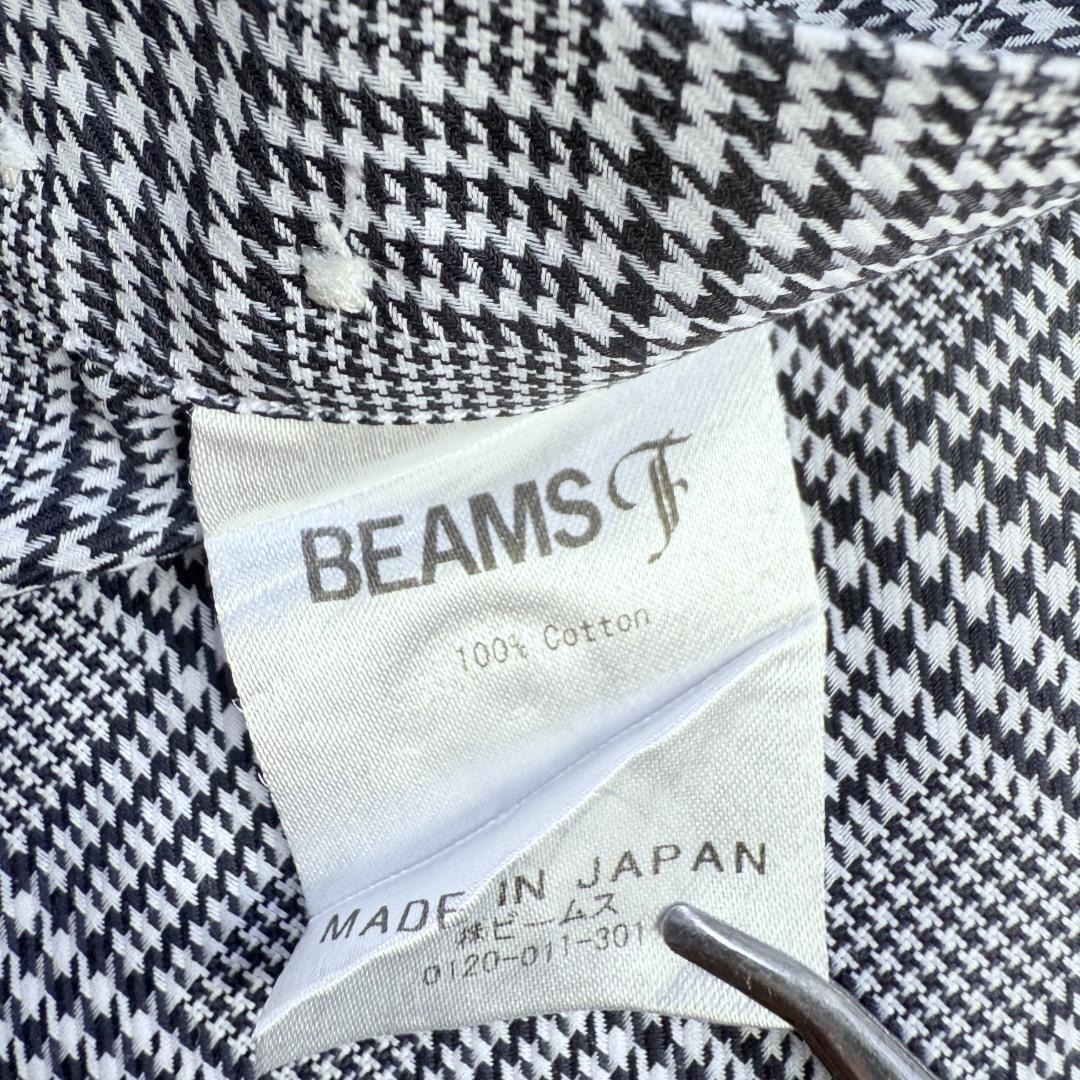 BEAMS F
100% Cotton
MADE IN JAPAN
株ビームス
0120-011-301